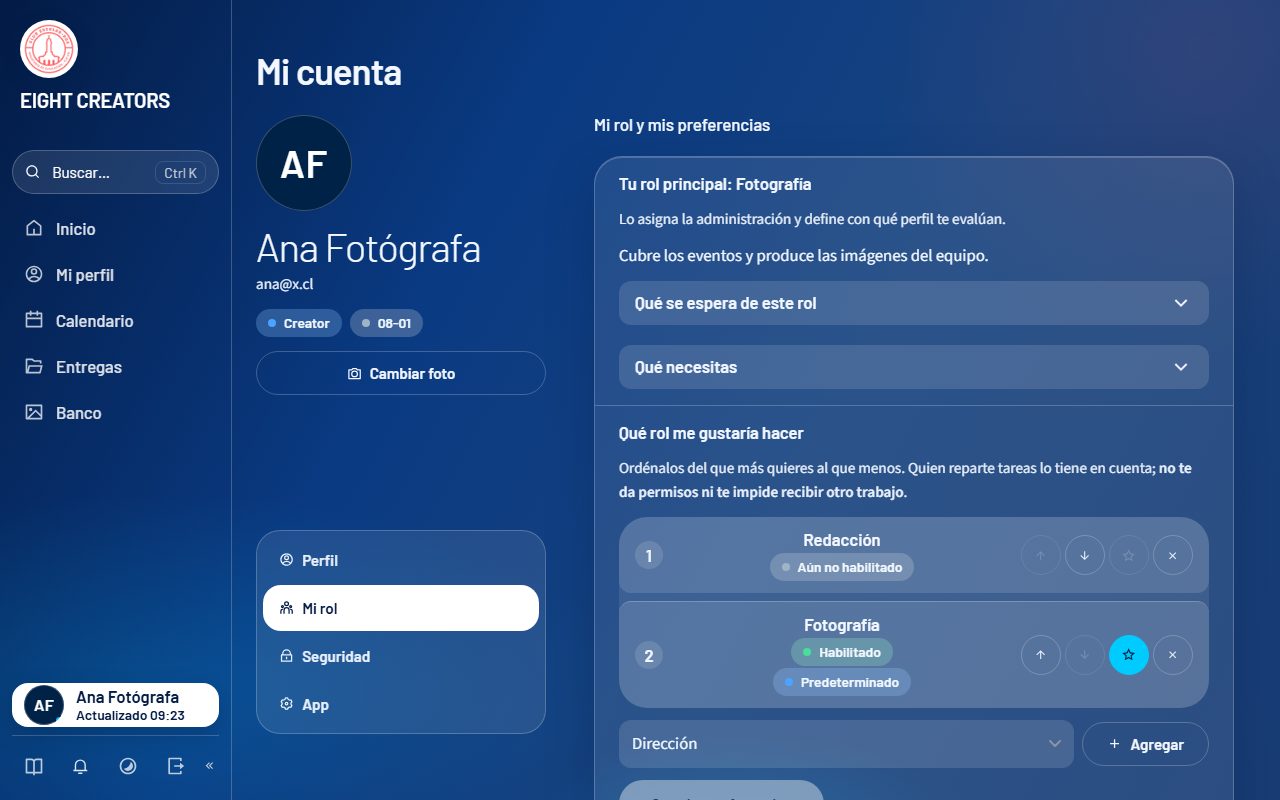 EIGHT CREATORS
Buscar...
Ctrl K
Inicio
Mi perfil
Calendario
Entregas
Banco
AF
Ana Fotógrafa
Actualizado 09:23
«
Mi cuenta
AF
Ana Fotógrafa
ana@x.cl
Creator
08-01
Cambiar foto
Perfil
Mi rol
Seguridad
App
Mi rol y mis preferencias
Tu rol principal: Fotografía
Lo asigna la administración y define con qué perfil te evalúan.
Cubre los eventos y produce las imágenes del equipo.
Qué se espera de este rol
Qué necesitas
Qué rol me gustaría hacer
Ordénalos del que más quieres al que menos. Quien reparte tareas lo tiene en cuenta; no te
da permisos ni te impide recibir otro trabajo.
1
Redacción
Aún no habilitado
2
Fotografía
Habilitado
Predeterminado
Dirección
Agregar